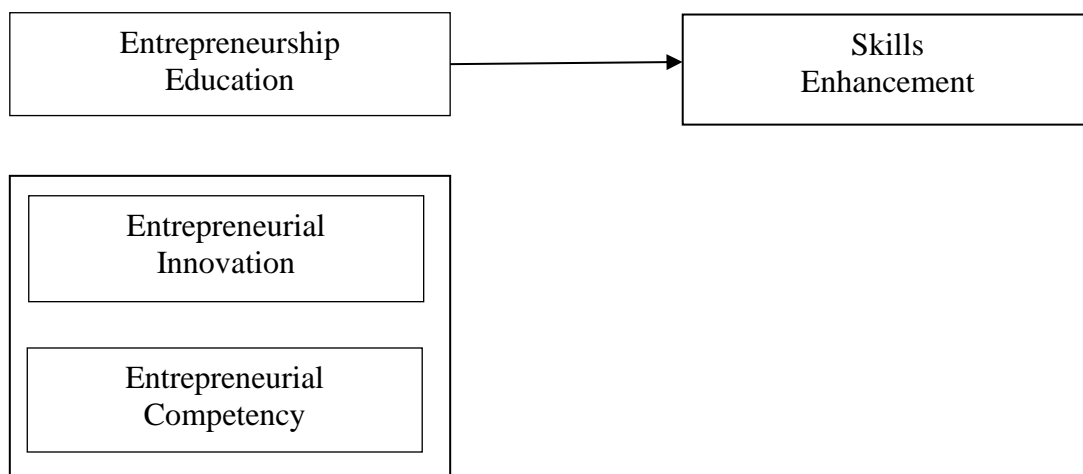 Entrepreneurship
Education
Skills
Enhancement
Entrepreneurial
Innovation
Entrepreneurial
Competency